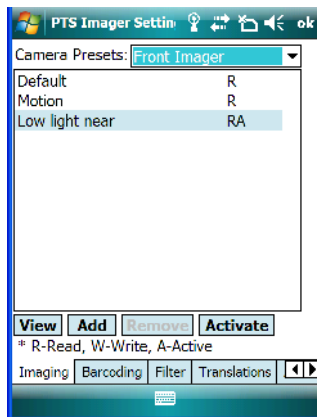 PTS Imager Settin ok
Camera Presets: Front Imager
Default R
Motion R
Low light near RA
View Add Remove Activate
* R-Read, W-Write, A-Active
Imaging Barcoding Filter Translations